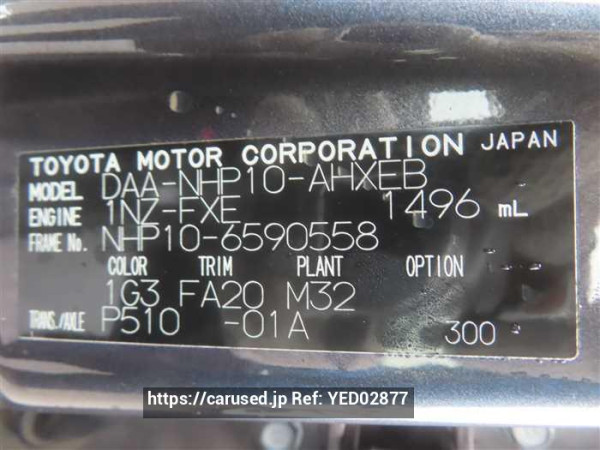 TOYOTA MOTOR CORPORATION JAPAN
MODEL DAA-NHP10-AHXEB
ENGINE 1NZ-FXE 1496 mL
FRAME No. NHP10-6590558
COLOR TRIM PLANT OPTION
1G3 FA20 M32
TRANS./AXLE P510 -01A 300
https://carused.jp Ref: YED02877